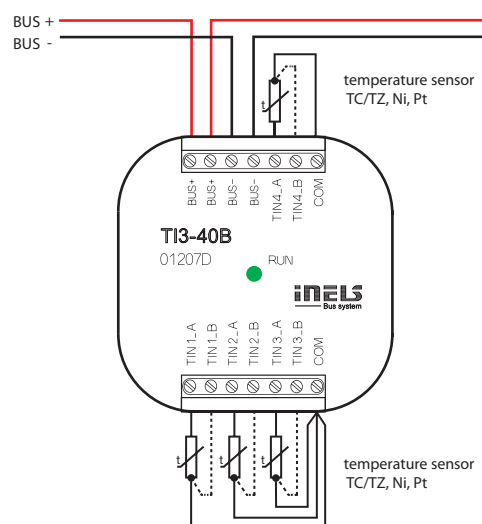 BUS +
BUS -
t
temperature sensor
TC/TZ, Ni, Pt
BUS+
BUS+
BUS-
BUS-
TIN4_A
TIN4_B
COM
TI3-40B
01207D
RUN
iNELS
Bus system
TIN1_A
TIN1_B
TIN2_A
TIN2_B
TIN3_A
TIN3_B
COM
t
t
t
temperature sensor
TC/TZ, Ni, Pt